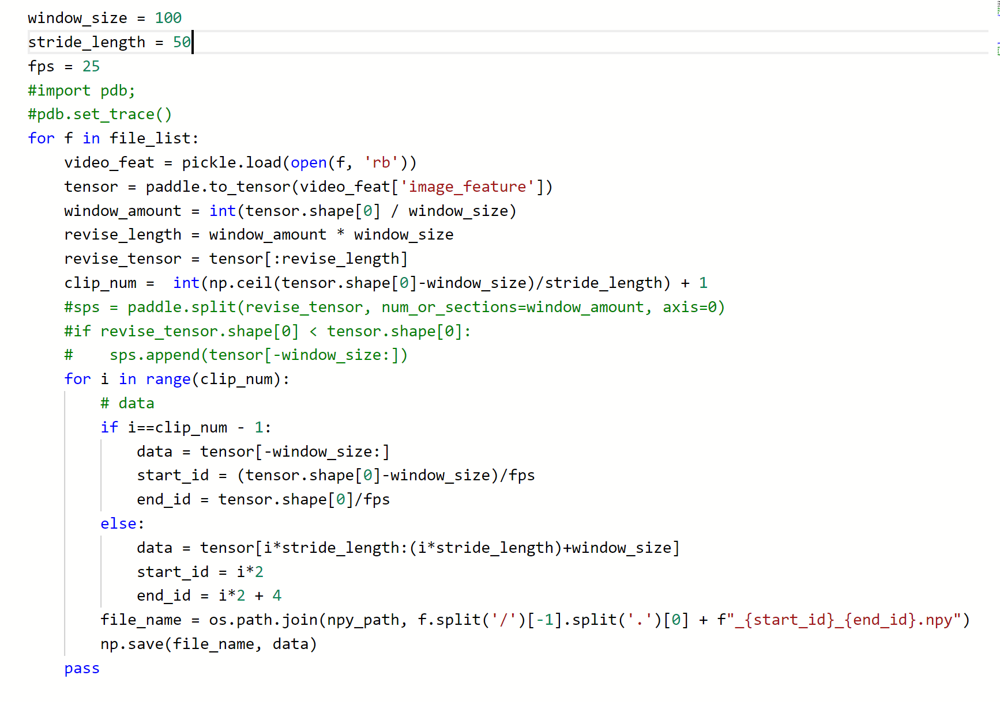 window_size = 100
stride_length = 50
fps = 25
#import pdb;
#pdb.set_trace()
for f in file_list:
    video_feat = pickle.load(open(f, 'rb'))
    tensor = paddle.to_tensor(video_feat['image_feature'])
    window_amount = int(tensor.shape[0] / window_size)
    revise_length = window_amount * window_size
    revise_tensor = tensor[:revise_length]
    clip_num =  int(np.ceil(tensor.shape[0]-window_size)/stride_length) + 1
    #sps = paddle.split(revise_tensor, num_or_sections=window_amount, axis=0)
    #if revise_tensor.shape[0] < tensor.shape[0]:
    #    sps.append(tensor[-window_size:])
    for i in range(clip_num):
        # data
        if i==clip_num - 1:
            data = tensor[-window_size:]
            start_id = (tensor.shape[0]-window_size)/fps
            end_id = tensor.shape[0]/fps
        else:
            data = tensor[i*stride_length:(i*stride_length)+window_size]
            start_id = i*2
            end_id = i*2 + 4
        file_name = os.path.join(npy_path, f.split('/')[-1].split('.')[0] + f"_{start_id}_{end_id}.npy")
        np.save(file_name, data)
    pass